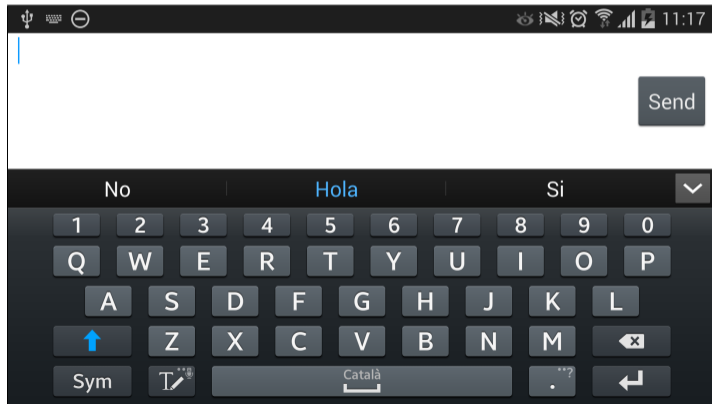 11:17
Send
No Hola Si
1 2 3 4 5 6 7 8 9 0
Q W E R T Y U I O P
A S D F G H J K L
Z X C V B N M
Sym T Català . ?